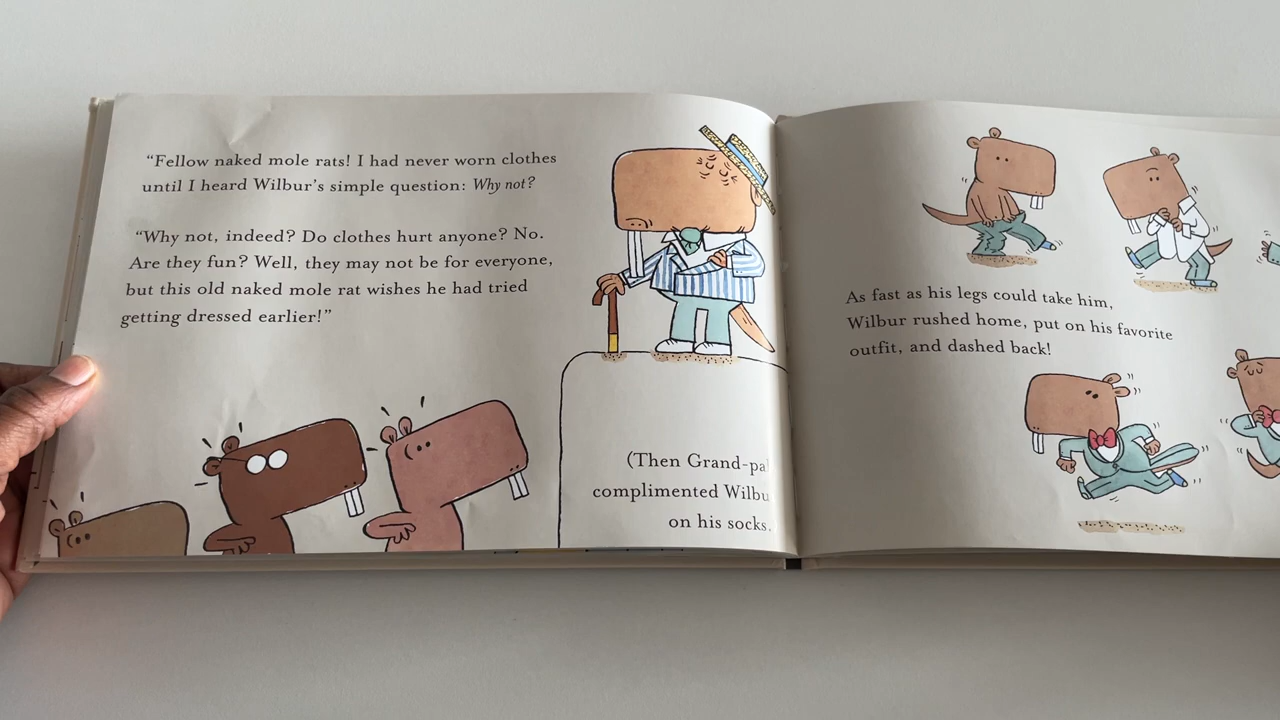 “Fellow naked mole rats! I had never worn clothes
until I heard Wilbur’s simple question: Why not?
“Why not, indeed? Do clothes hurt anyone? No.
Are they fun? Well, they may not be for everyone,
but this old naked mole rat wishes he had tried
getting dressed earlier!”
(Then Grand-pa
complimented Wilbu
on his socks.
As fast as his legs could take him,
Wilbur rushed home, put on his favorite
outfit, and dashed back!